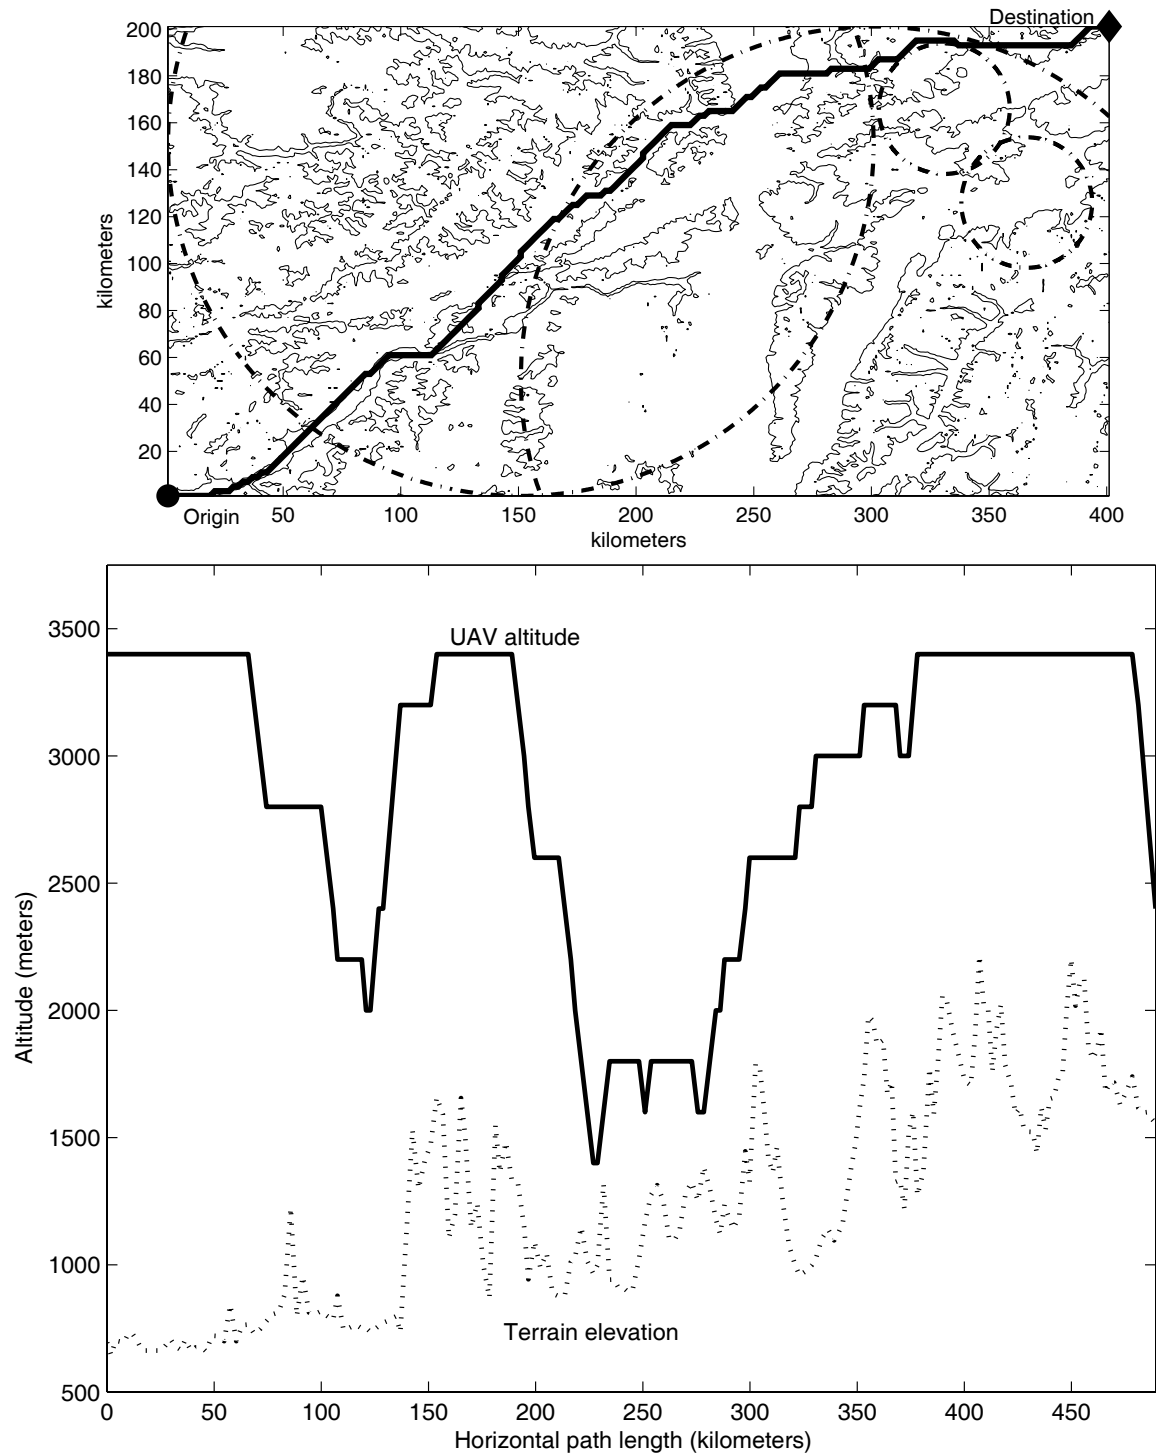 Destination
200
180
160
140
120
100
80
60
40
20
kilometers
Origin
50 100 150 200 250 300 350 400
kilometers
UAV altitude
3500
3000
2500
2000
1500
1000
500
Altitude (meters)
Terrain elevation
0 50 100 150 200 250 300 350 400 450
Horizontal path length (kilometers)